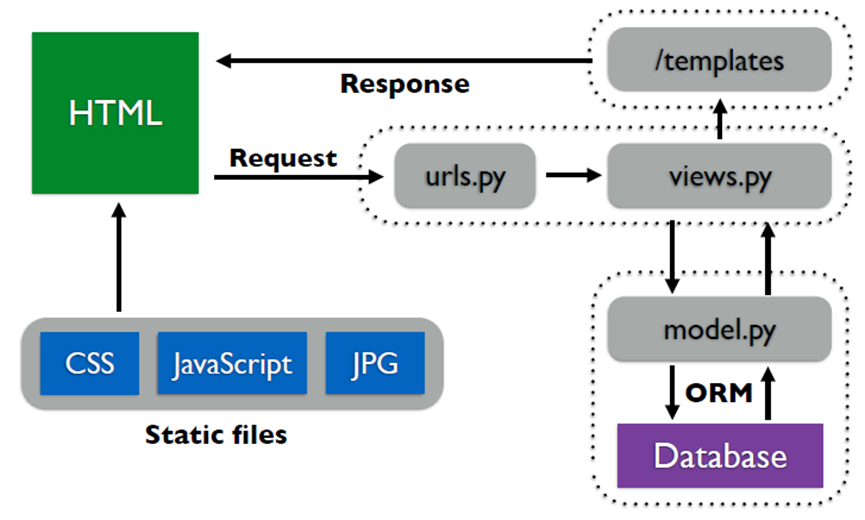 /templates
Response
HTML
Request
urls.py
views.py
model.py
CSS
JavaScript
JPG
ORM
Static files
Database